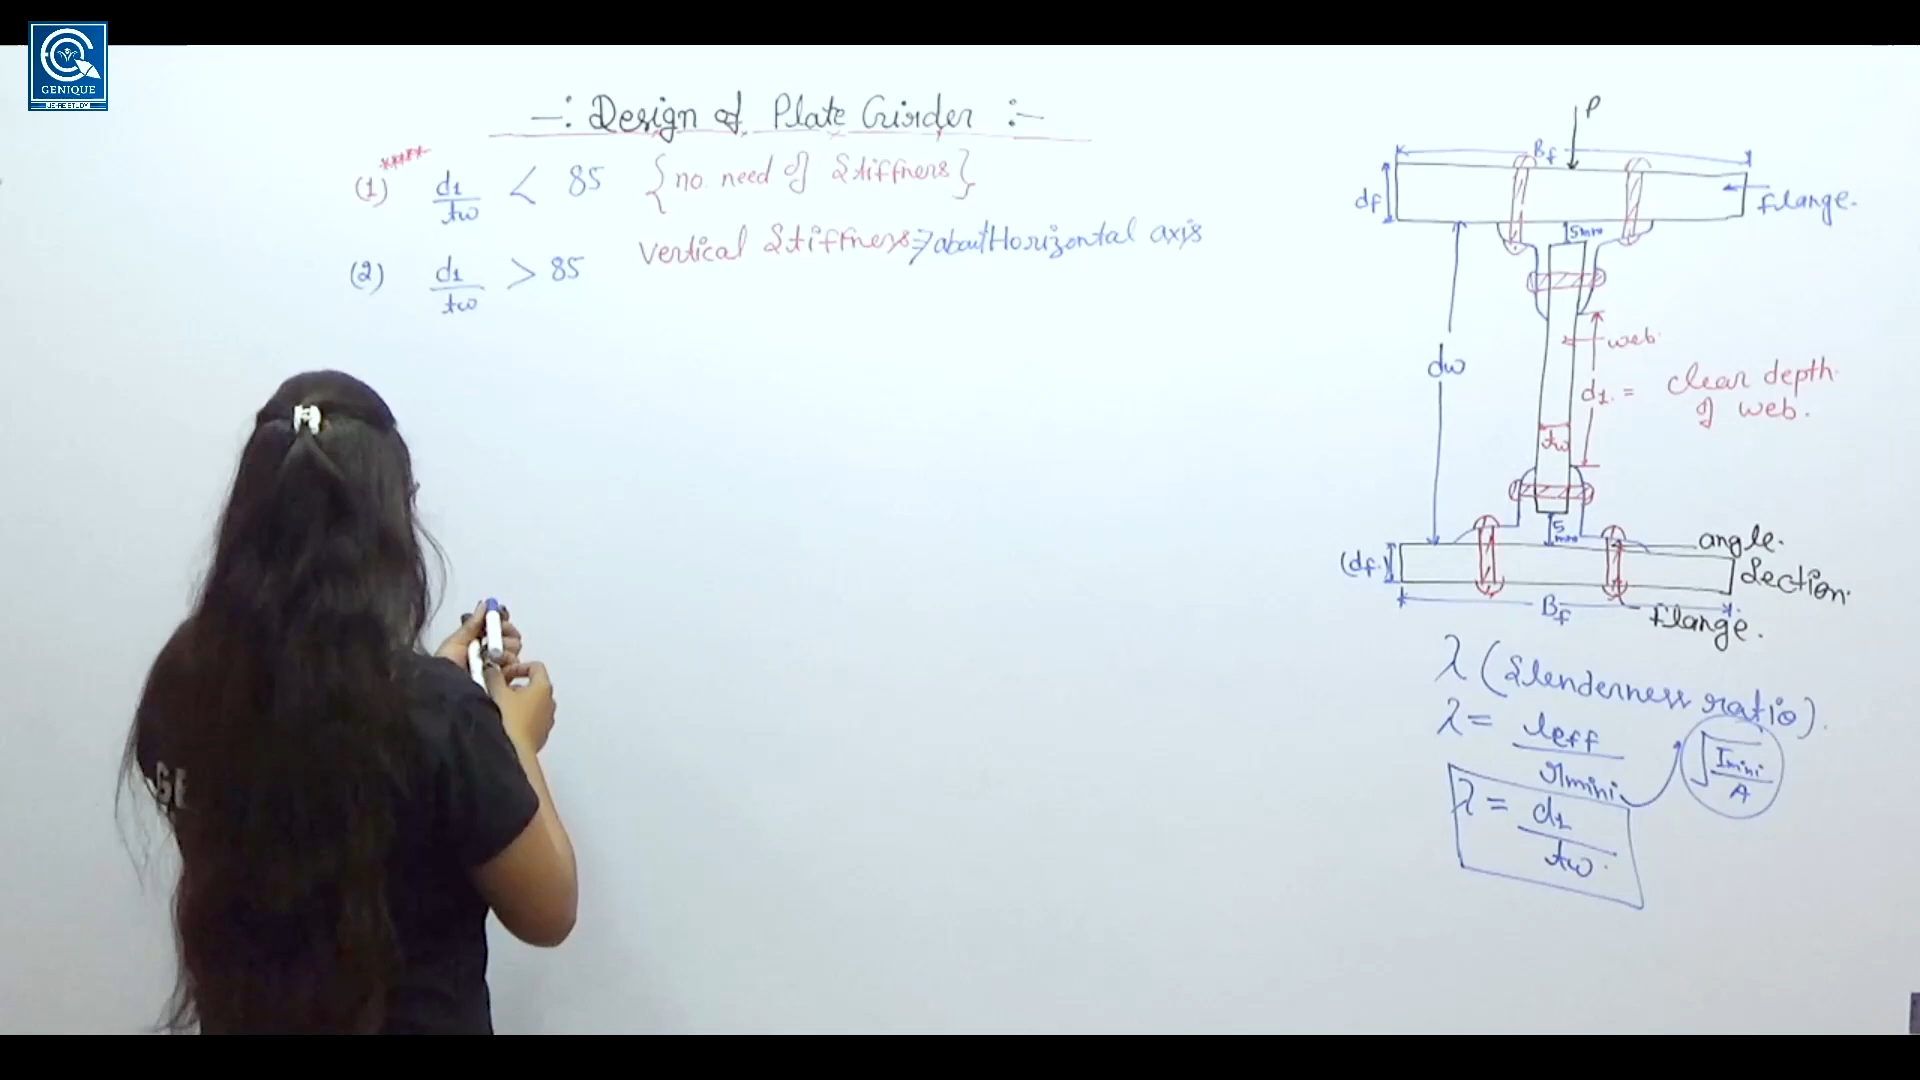 GENIQUE
-: Design of Plate Girder :-
(1) d1/tw < 85 {no need of Stiffners}
Vertical Stiffners => about Horizontal axis
(2) d1/tw > 85
P
Bf
df
flange.
5mm
web
dw
d1 = clear depth of web.
tw
5 mm
angle Section.
(df)
Bf
flange.
λ (Slenderness ratio).
λ = leff / rmini
√ Imini / A
λ = d1 / tw